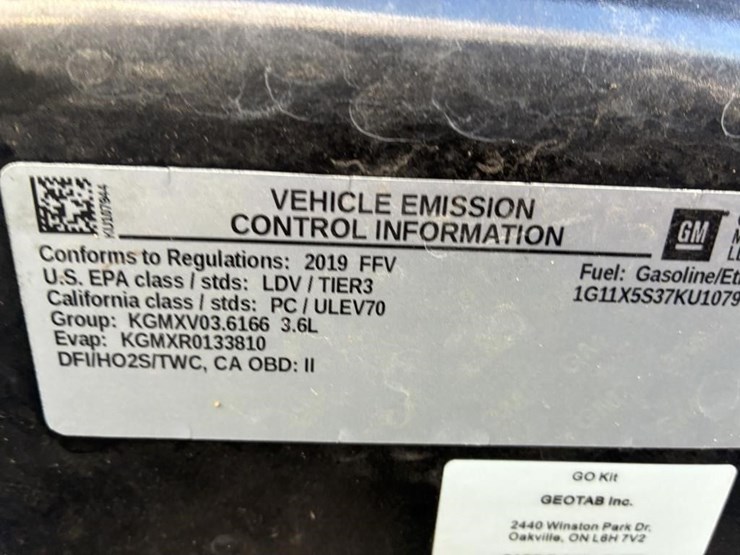 KU107944
VEHICLE EMISSION
CONTROL INFORMATION
GM
Conforms to Regulations: 2019 FFV
U.S. EPA class / stds: LDV / TIER3
California class / stds: PC / ULEV70
Group: KGMXV03.6166 3.6L
Evap: KGMXR0133810
DFI/HO2S/TWC, CA OBD: II
Fuel: Gasoline/Et
1G11X5S37KU1079
GO Kit
GEOTAB Inc.
2440 Winston Park Dr.
Oakville, ON L6H 7V2